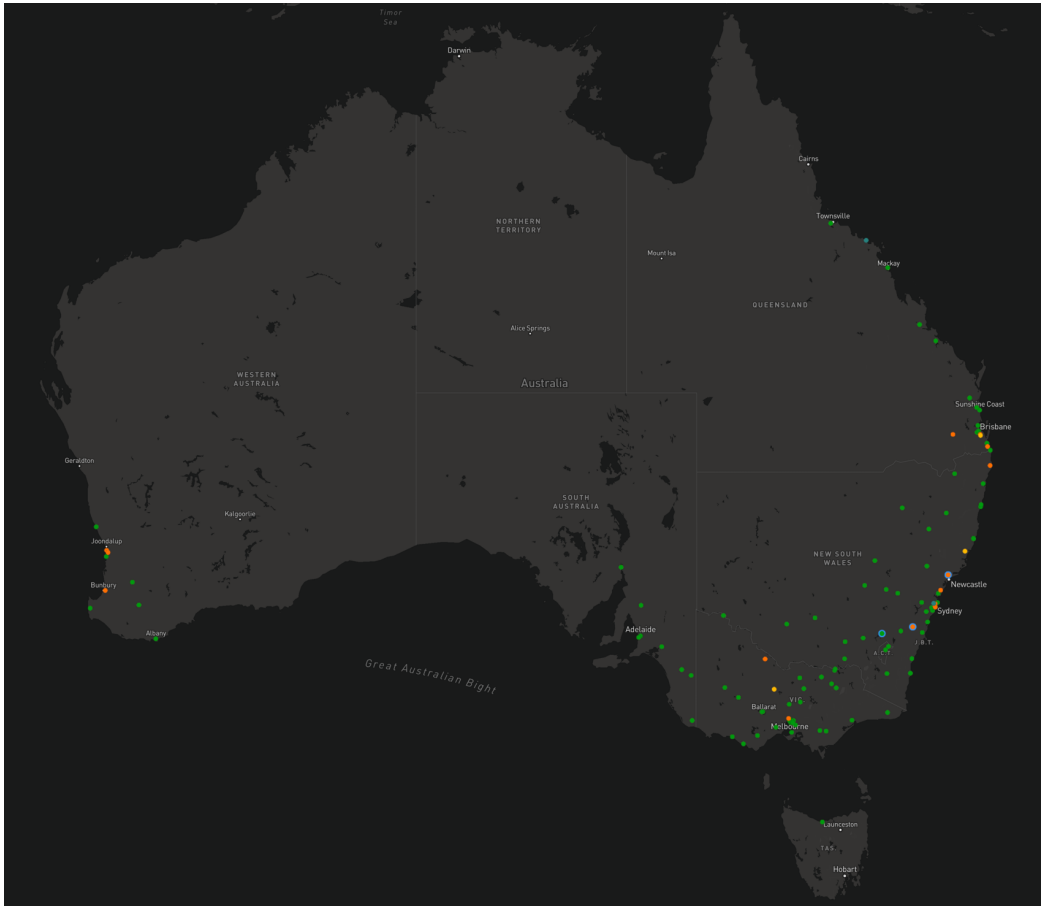 Timor
Sea
Darwin
Cairns
Townsville
NORTHERN
TERRITORY
Mount Isa
Mackay
QUEENSLAND
Alice Springs
WESTERN
AUSTRALIA
Australia
Sunshine Coast
Brisbane
Geraldton
SOUTH
AUSTRALIA
Kalgoorlie
Joondalup
NEW SOUTH
WALES
Bunbury
Newcastle
Sydney
Albany
Adelaide
J.B.T.
A.C.T.
Great Australian Bight
VIC
Ballarat
Melbourne
Launceston
TAS.
Hobart